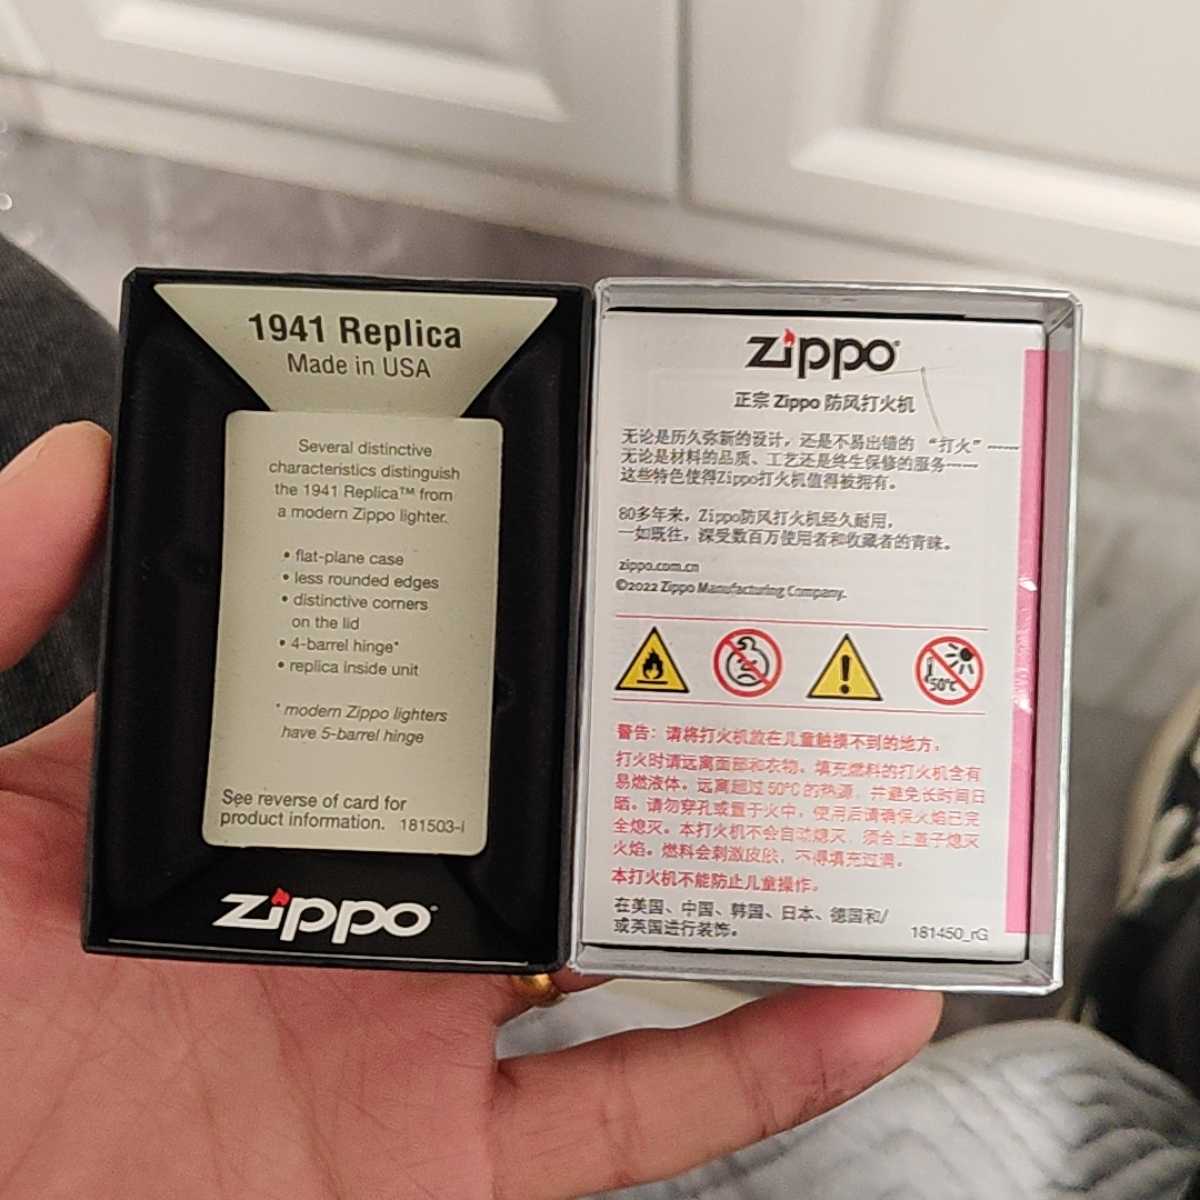 1941 Replica
Made in USA
Several distinctive
characteristics distinguish
the 1941 Replica™ from
a modern Zippo lighter.
• flat-plane case
• less rounded edges
• distinctive corners
on the lid
• 4-barrel hinge*
• replica inside unit
* modern Zippo lighters
have 5-barrel hinge
See reverse of card for
product information. 181503-i
zippo
zippo
正宗 Zippo 防风打火机
无论是历久弥新的设计，还是不易出错的 “打火”——
无论是材料的品质、工艺还是终生保修的服务——
这些特色使得Zippo打火机值得被拥有。
80多年来，Zippo防风打火机经久耐用，
一如既往，深受数百万使用者和收藏者的青睐。
zippo.com.cn
©2022 Zippo Manufacturing Company.
50°C
警告：请将打火机放在儿童触摸不到的地方。
打火时请远离面部和衣物。填充燃料的打火机含有
易燃液体。远离超过 50°C 的热源，并避免长时间日
晒。请勿穿孔或置于火中，使用后请确保火焰已完
全熄灭。本打火机不会自动熄灭，须合上盖子熄灭
火焰。燃料会刺激皮肤，不得填充过满。
本打火机不能防止儿童操作。
在美国、中国、韩国、日本、德国和/
或英国进行装饰。 181450_rG